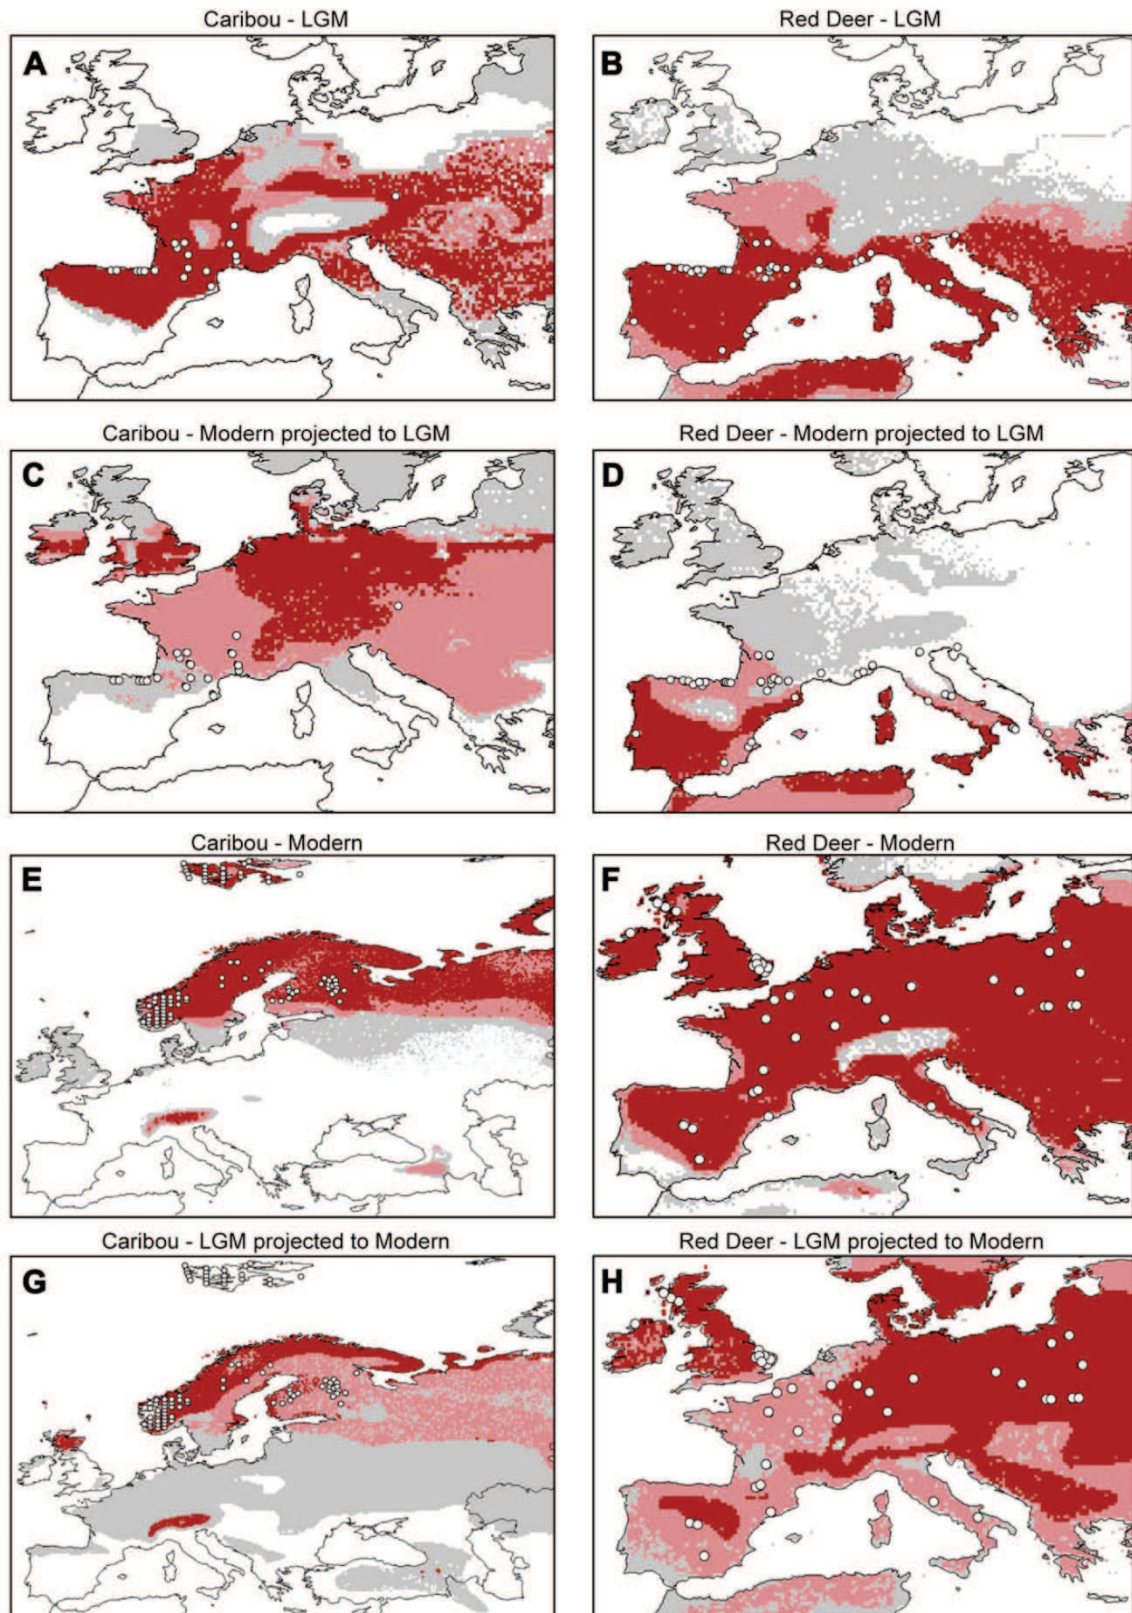 Caribou - LGM
Red Deer - LGM
A
B
Caribou - Modern projected to LGM
Red Deer - Modern projected to LGM
C
D
Caribou - Modern
Red Deer - Modern
E
F
Caribou - LGM projected to Modern
Red Deer - LGM projected to Modern
G
H